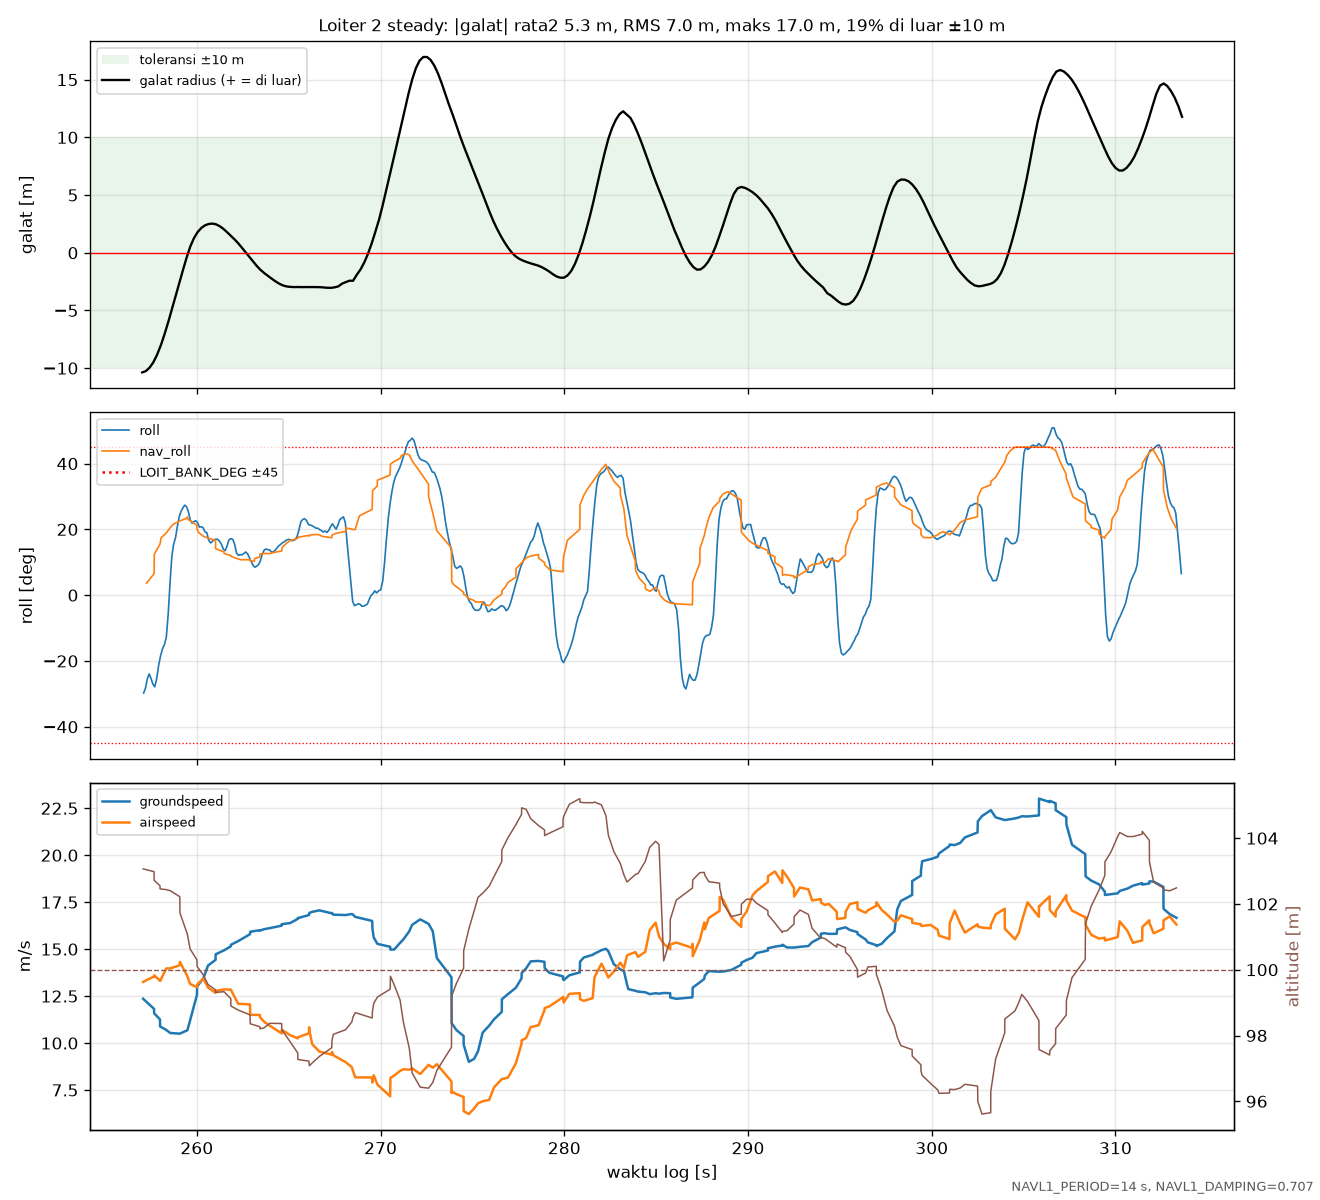 Loiter 2 steady: |galat| rata2 5.3 m, RMS 7.0 m, maks 17.0 m, 19% di luar ±10 m
toleransi ±10 m
galat radius (+ = di luar)
galat [m]
15
10
5
0
−5
−10
roll
nav_roll
LOIT_BANK_DEG ±45
roll [deg]
40
20
0
−20
−40
groundspeed
airspeed
m/s
22.5
20.0
17.5
15.0
12.5
10.0
7.5
104
102
100
98
96
altitude [m]
260
270
280
290
300
310
waktu log [s]
NAVL1_PERIOD=14 s, NAVL1_DAMPING=0.707